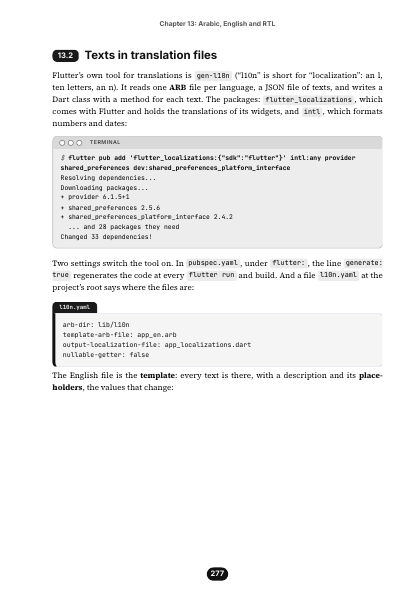 Chapter 13: Arabic, English and RTL
13.2 Texts in translation files
Flutter's own tool for translations is gen-l10n ("l10n" is short for "localization": an l,
ten letters, an n). It reads one ARB file per language, a JSON file of texts, and writes a
Dart class with a method for each text. The packages: flutter_localizations, which
comes with Flutter and holds the translations of its widgets, and intl, which formats
numbers and dates:
TERMINAL
$ flutter pub add 'flutter_localizations:{"sdk":"flutter"}' intl:any provider
shared_preferences dev:shared_preferences_platform_interface
Resolving dependencies...
Downloading packages...
+ provider 6.1.5+1
+ shared_preferences 2.5.6
+ shared_preferences_platform_interface 2.4.2
... and 28 packages they need
Changed 33 dependencies!
Two settings switch the tool on. In pubspec.yaml, under flutter:, the line generate:
true regenerates the code at every flutter run and build. And a file l10n.yaml at the
project's root says where the files are:
l10n.yaml
arb-dir: lib/l10n
template-arb-file: app_en.arb
output-localization-file: app_localizations.dart
nullable-getter: false
The English file is the template: every text is there, with a description and its place-
holders, the values that change:
277